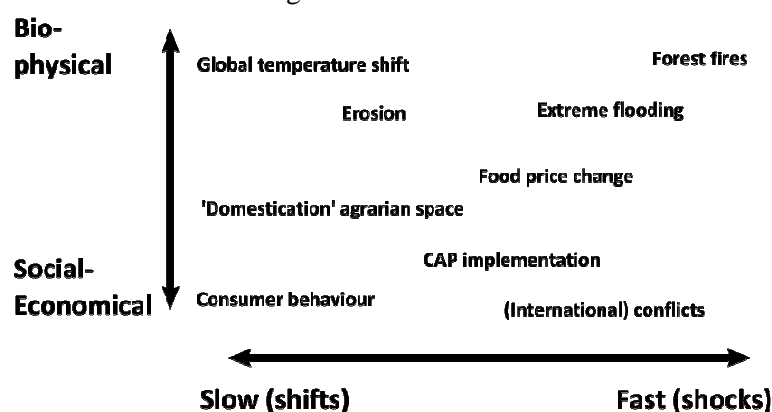 Bio-
physical
Global temperature shift
Forest fires
Erosion
Extreme flooding
Food price change
'Domestication' agrarian space
CAP implementation
Social-
Economical
Consumer behaviour
(International) conflicts
Slow (shifts)
Fast (shocks)